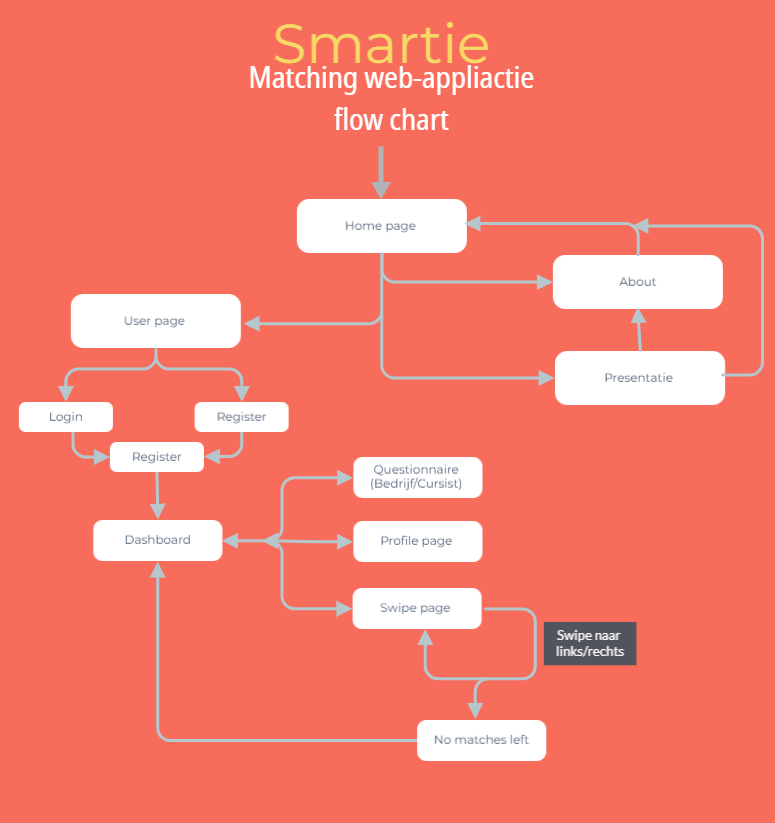 Smartie
Matching web-appliactie
flow chart
Home page
About
User page
Presentatie
Login
Register
Register
Questionnaire
(Bedrijf/Cursist)
Dashboard
Profile page
Swipe page
Swipe naar
links/rechts
No matches left